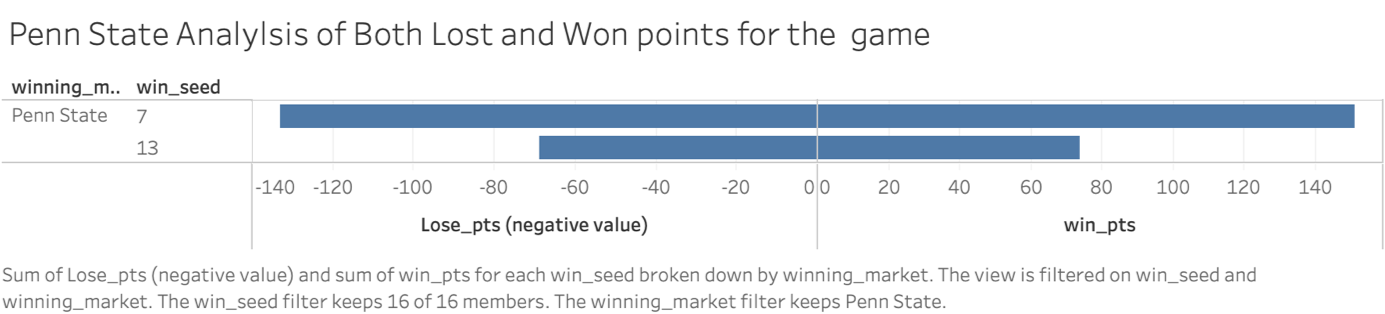 Penn State Analylsis of Both Lost and Won points for the  game
winning_m.. win_seed
Penn State 7
13
-140 -120 -100 -80 -60 -40 -20 0 0 20 40 60 80 100 120 140
Lose_pts (negative value) win_pts
Sum of Lose_pts (negative value) and sum of win_pts for each win_seed broken down by winning_market. The view is filtered on win_seed and
winning_market. The win_seed filter keeps 16 of 16 members. The winning_market filter keeps Penn State.